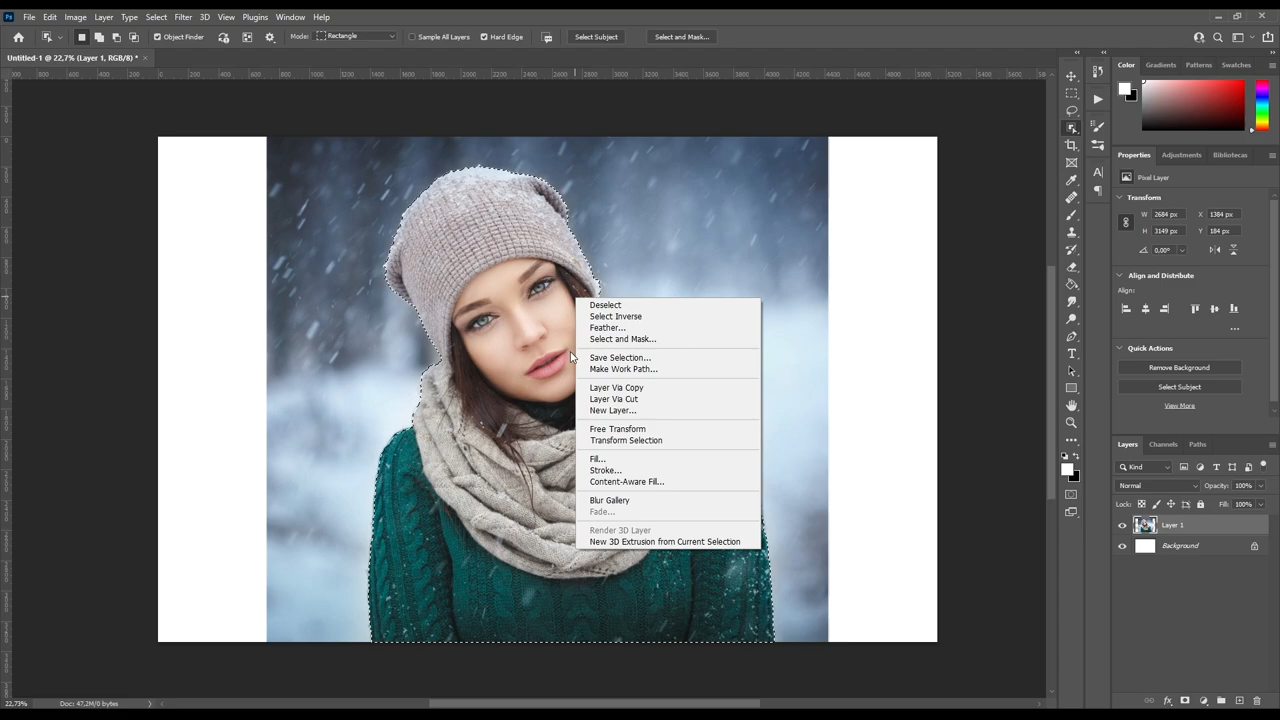 Ps File Edit Image Layer Type Select Filter 3D View Plugins Window Help
Object Finder Mode: Rectangle Sample All Layers Hard Edge Select Subject Select and Mask...
Untitled-1 @ 22,7% (Layer 1, RGB/8) * ×
Color Gradients Patterns Swatches
Properties Adjustments Bibliotecas
Pixel Layer
Transform
W 2684 px X 1384 px
H 3149 px Y 184 px
0,00°
Align and Distribute
Align:
Quick Actions
Remove Background
Select Subject
View More
Layers Channels Paths
Kind
Normal Opacity: 100%
Lock: Fill: 100%
Layer 1
Background
Deselect
Select Inverse
Feather...
Select and Mask...
Save Selection...
Make Work Path...
Layer Via Copy
Layer Via Cut
New Layer...
Free Transform
Transform Selection
Fill...
Stroke...
Content-Aware Fill...
Blur Gallery
Fade...
Render 3D Layer
New 3D Extrusion from Current Selection
22,73% Doc: 47,2M/0 bytes